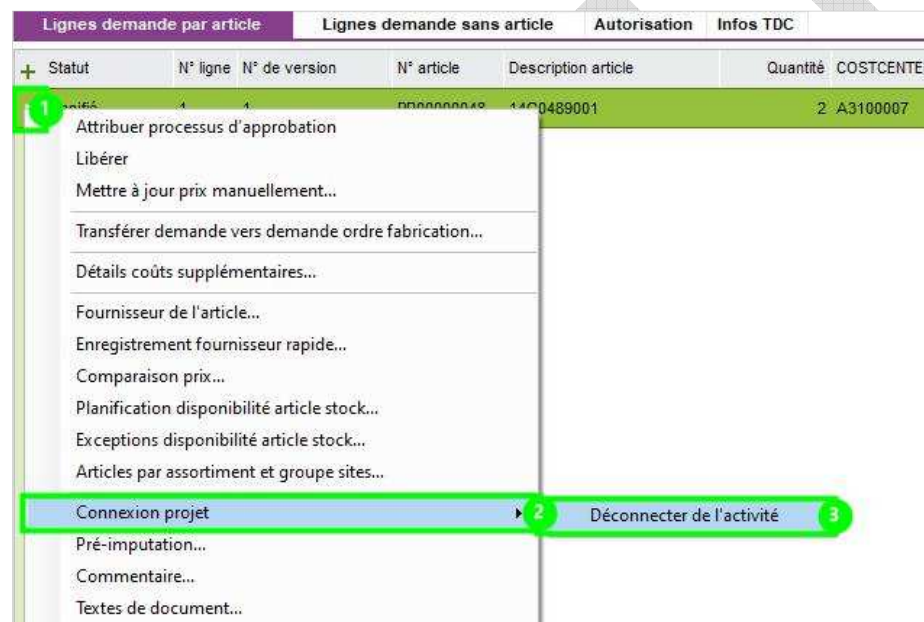 Lignes demande par article Lignes demande sans article Autorisation Infos TDC
+ Statut N° ligne N° de version N° article Description article Quantité COSTCENTE
1 14C0489001 2 A3100007
Attribuer processus d'approbation
Libérer
Mettre à jour prix manuellement...
Transférer demande vers demande ordre fabrication...
Détails coûts supplémentaires...
Fournisseur de l'article...
Enregistrement fournisseur rapide...
Comparaison prix...
Planification disponibilité article stock...
Exceptions disponibilité article stock...
Articles par assortiment et groupe sites...
Connexion projet 2 Déconnecter de l'activité 3
Pré-imputation...
Commentaire...
Textes de document...